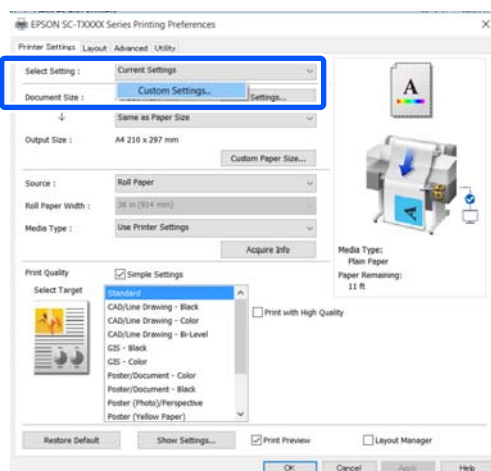 EPSON SC-TXXXX Series Printing Preferences
Printer Settings Layout Advanced Utility
Select Setting : Current Settings
Custom Settings...
Document Size : Settings...
Same as Paper Size
Output Size : A4 210 x 297 mm
Custom Paper Size...
Source : Roll Paper
Roll Paper Width : 36 in (914 mm)
Media Type : Use Printer Settings
Acquire Info
Print Quality Simple Settings
Select Target
Standard
CAD/Line Drawing - Black
CAD/Line Drawing - Color
CAD/Line Drawing - Bi-Level
GIS - Black
GIS - Color
Poster/Document - Color
Poster/Document - Black
Poster (Photo)/Perspective
Poster (Yellow Paper)
Print with High Quality
A
Media Type:
Plain Paper
Paper Remaining:
11 ft
Restore Default Show Settings... Print Preview Layout Manager
OK Cancel Apply Help